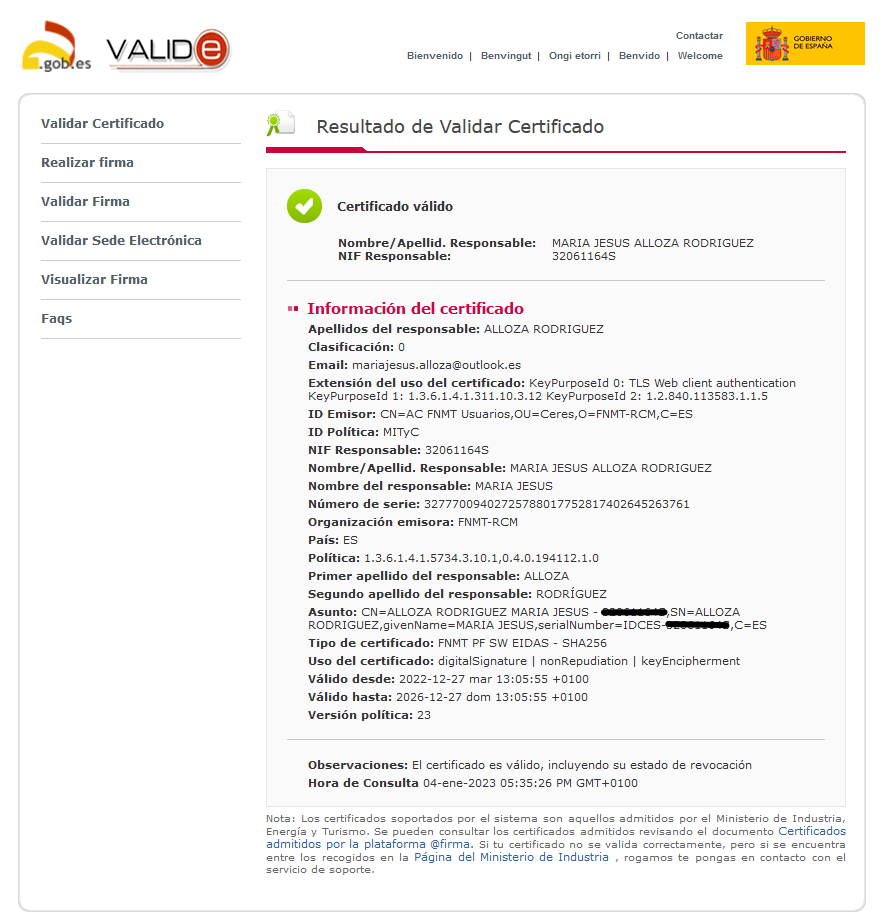 .gob.es
VALIDe
Contactar
Bienvenido | Benvingut | Ongi etorri | Benvido | Welcome
GOBIERNO
DE ESPAÑA
Validar Certificado
Realizar firma
Validar Firma
Validar Sede Electrónica
Visualizar Firma
Faqs
Resultado de Validar Certificado
Certificado válido
Nombre/Apellid. Responsable: MARIA JESUS ALLOZA RODRIGUEZ
NIF Responsable: 32061164S
Información del certificado
Apellidos del responsable: ALLOZA RODRIGUEZ
Clasificación: 0
Email: mariajesus.alloza@outlook.es
Extensión del uso del certificado: KeyPurposeId 0: TLS Web client authentication
KeyPurposeId 1: 1.3.6.1.4.1.311.10.3.12 KeyPurposeId 2: 1.2.840.113583.1.1.5
ID Emisor: CN=AC FNMT Usuarios,OU=Ceres,O=FNMT-RCM,C=ES
ID Política: MITyC
NIF Responsable: 32061164S
Nombre/Apellid. Responsable: MARIA JESUS ALLOZA RODRIGUEZ
Nombre del responsable: MARIA JESUS
Número de serie: 32777009402725788017752817402645263761
Organización emisora: FNMT-RCM
País: ES
Política: 1.3.6.1.4.1.5734.3.10.1,0.4.0.194112.1.0
Primer apellido del responsable: ALLOZA
Segundo apellido del responsable: RODRÍGUEZ
Asunto: CN=ALLOZA RODRIGUEZ MARIA JESUS - ,SN=ALLOZA
RODRIGUEZ,givenName=MARIA JESUS,serialNumber=IDCES- ,C=ES
Tipo de certificado: FNMT PF SW EIDAS - SHA256
Uso del certificado: digitalSignature | nonRepudiation | keyEncipherment
Válido desde: 2022-12-27 mar 13:05:55 +0100
Válido hasta: 2026-12-27 dom 13:05:55 +0100
Versión política: 23
Observaciones: El certificado es válido, incluyendo su estado de revocación
Hora de Consulta 04-ene-2023 05:35:26 PM GMT+0100
Nota: Los certificados soportados por el sistema son aquellos admitidos por el Ministerio de Industria,
Energía y Turismo. Se pueden consultar los certificados admitidos revisando el documento Certificados
admitidos por la plataforma @firma. Si tu certificado no se valida correctamente, pero si se encuentra
entre los recogidos en la Página del Ministerio de Industria , rogamos te pongas en contacto con el
servicio de soporte.